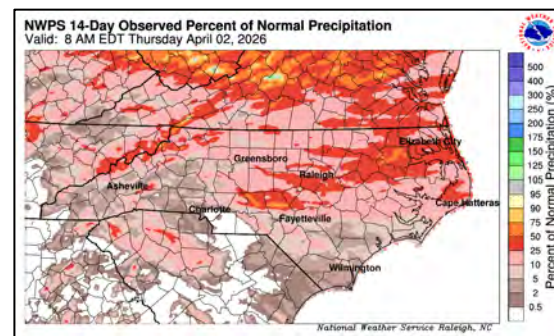 NWPS 14-Day Observed Percent of Normal Precipitation
Valid: 8 AM EDT Thursday April 02, 2026
Elizabeth City
Greensboro
Raleigh
Asheville
Cape Hatteras
Charlotte
Fayetteville
Wilmington
500
400
300
250
200
175
150
125
105
95
90
75
50
25
10
5
2
0.5
Percent of Normal Precipitation (%)
National Weather Service Raleigh, NC